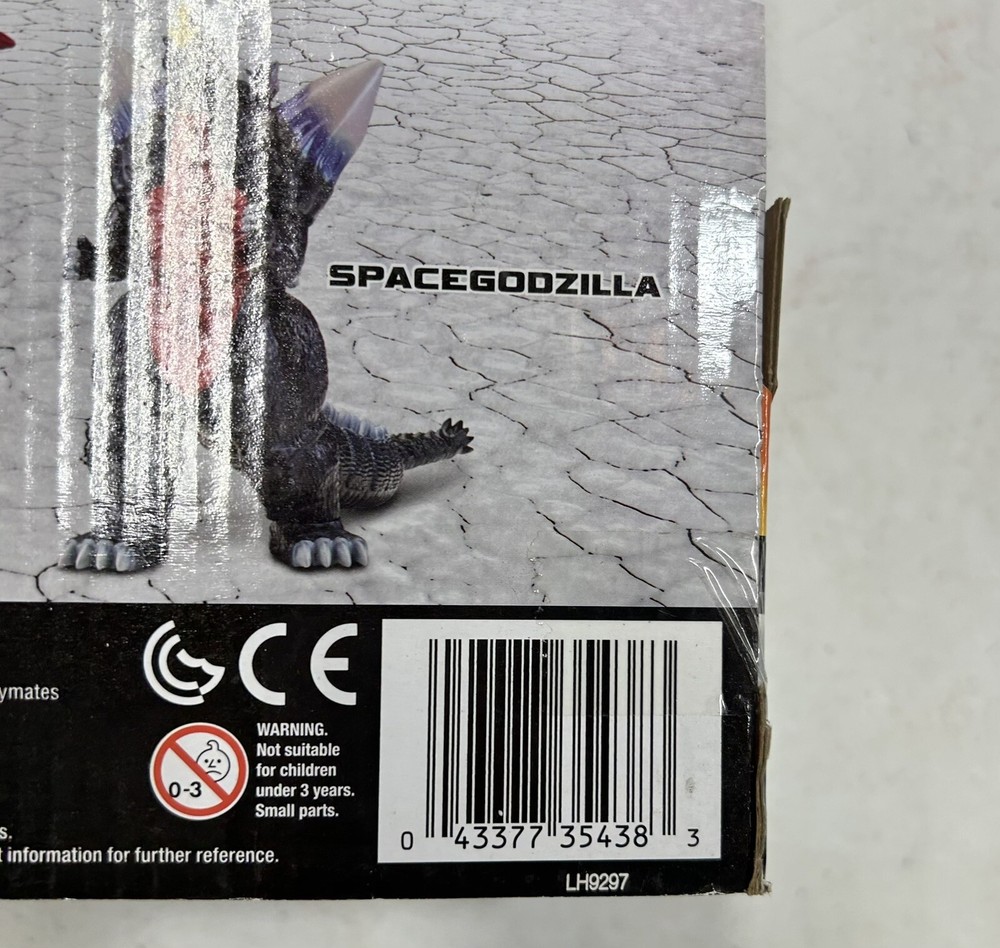 SPACEGODZILLA
CE
ymates
WARNING.
Not suitable
for children
under 3 years.
Small parts.
0-3
s.
t information for further reference.
0 43377 35438 3
LH9297